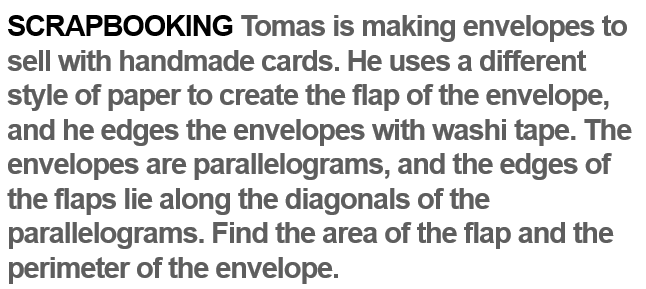 SCRAPBOOKING Tomas is making envelopes to
sell with handmade cards. He uses a different
style of paper to create the flap of the envelope,
and he edges the envelopes with washi tape. The
envelopes are parallelograms, and the edges of
the flaps lie along the diagonals of the
parallelograms. Find the area of the flap and the
perimeter of the envelope.